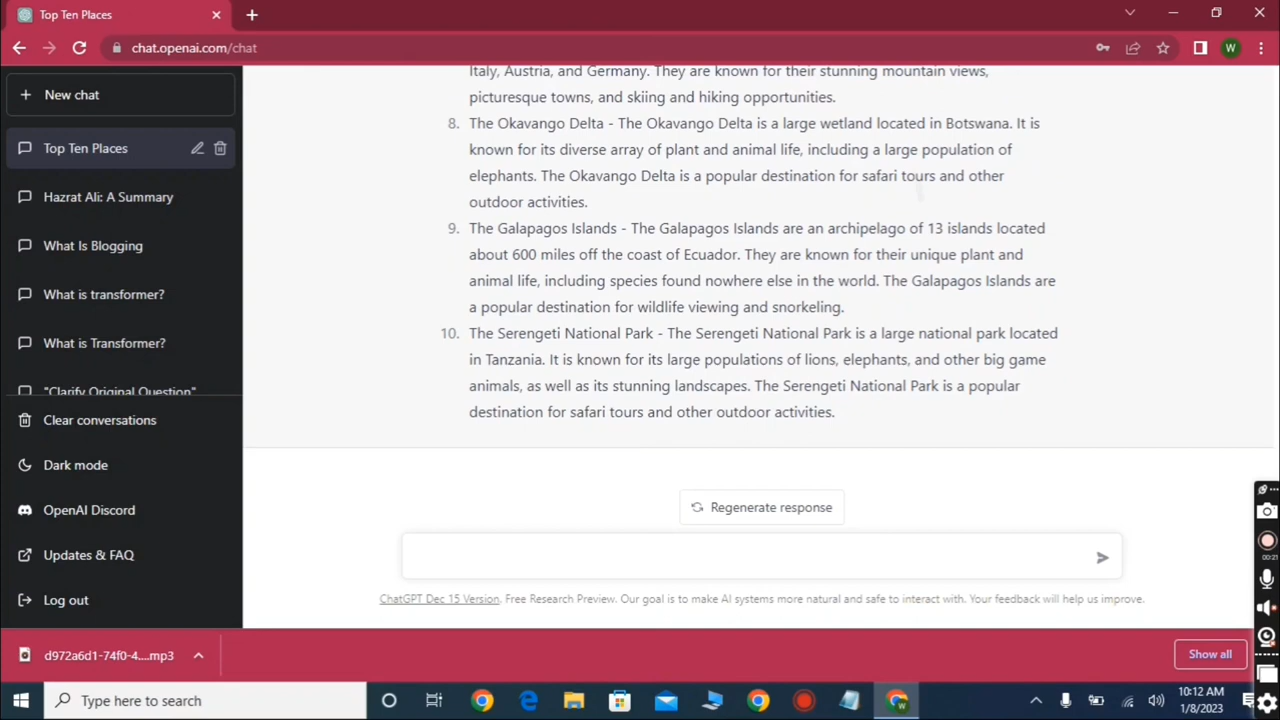 Top Ten Places
chat.openai.com/chat
W
New chat
Top Ten Places
Hazrat Ali: A Summary
What Is Blogging
What is transformer?
What is Transformer?
"Clarify Original Question"
Clear conversations
Dark mode
OpenAI Discord
Updates & FAQ
Log out
Italy, Austria, and Germany. They are known for their stunning mountain views,
picturesque towns, and skiing and hiking opportunities.
8. The Okavango Delta - The Okavango Delta is a large wetland located in Botswana. It is
known for its diverse array of plant and animal life, including a large population of
elephants. The Okavango Delta is a popular destination for safari tours and other
outdoor activities.
9. The Galapagos Islands - The Galapagos Islands are an archipelago of 13 islands located
about 600 miles off the coast of Ecuador. They are known for their unique plant and
animal life, including species found nowhere else in the world. The Galapagos Islands are
a popular destination for wildlife viewing and snorkeling.
10. The Serengeti National Park - The Serengeti National Park is a large national park located
in Tanzania. It is known for its large populations of lions, elephants, and other big game
animals, as well as its stunning landscapes. The Serengeti National Park is a popular
destination for safari tours and other outdoor activities.
Regenerate response
ChatGPT Dec 15 Version. Free Research Preview. Our goal is to make AI systems more natural and safe to interact with. Your feedback will help us improve.
00:21
d972a6d1-74f0-4....mp3
Show all
Type here to search
W
10:12 AM
1/8/2023